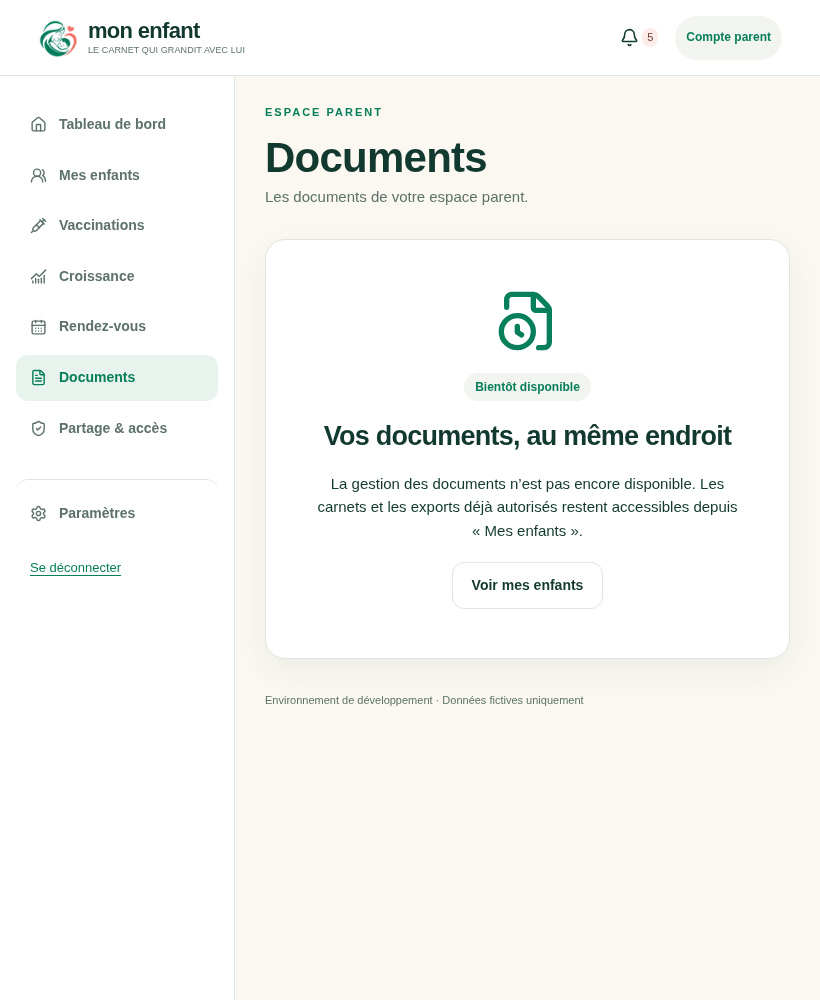 mon enfant
LE CARNET QUI GRANDIT AVEC LUI
5
Compte parent
Tableau de bord
Mes enfants
Vaccinations
Croissance
Rendez-vous
Documents
Partage & accès
Paramètres
Se déconnecter
ESPACE PARENT
Documents
Les documents de votre espace parent.
Bientôt disponible
Vos documents, au même endroit
La gestion des documents n’est pas encore disponible. Les
carnets et les exports déjà autorisés restent accessibles depuis
« Mes enfants ».
Voir mes enfants
Environnement de développement · Données fictives uniquement